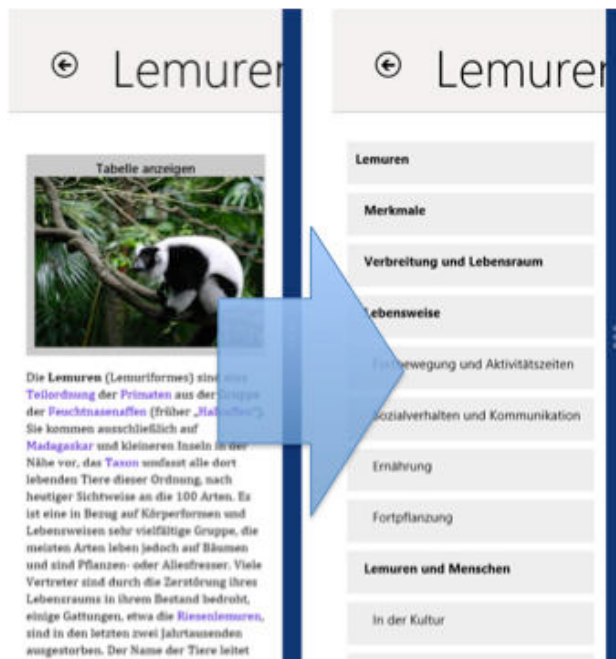 Lemuren
Tabelle anzeigen
Die Lemuren (Lemuriformes) sind eine
Teilordnung der Primaten aus der Gruppe
der Feuchtnasenaffen (früher „Halbaffen“).
Sie kommen ausschließlich auf
Madagaskar und kleineren Inseln in der
Nähe vor, das Taxon umfasst alle dort
lebenden Tiere dieser Ordnung, nach
heutiger Sichtweise an die 100 Arten. Es
ist eine in Bezug auf Körperformen und
Lebensweisen sehr vielfältige Gruppe, die
meisten Arten leben jedoch auf Bäumen
und sind Pflanzen- oder Allesfresser. Viele
Vertreter sind durch die Zerstörung ihres
Lebensraums in ihrem Bestand bedroht,
einige Gattungen, etwa die Riesenlemuren,
sind in den letzten zwei Jahrtausenden
ausgestorben. Der Name der Tiere leitet
Lemuren
Lemuren
Merkmale
Verbreitung und Lebensraum
Lebensweise
Fortbewegung und Aktivitätszeiten
Sozialverhalten und Kommunikation
Ernährung
Fortpflanzung
Lemuren und Menschen
In der Kultur